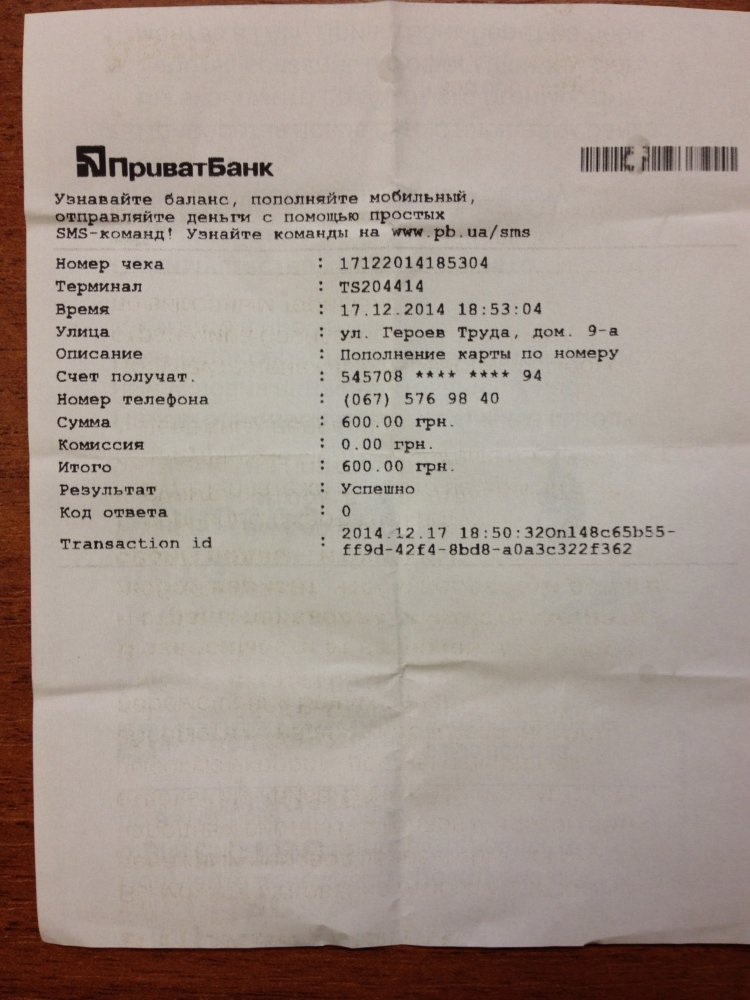 ПриватБанк
Узнавайте баланс, пополняйте мобильный,
отправляйте деньги с помощью простых
SMS-команд! Узнайте команды на www.pb.ua/sms
Номер чека : 17122014185304
Терминал : TS204414
Время : 17.12.2014 18:53:04
Улица : ул. Героев Труда, дом. 9-а
Описание : Пополнение карты по номеру
Счет получат. : 545708 **** **** 94
Номер телефона : (067) 576 98 40
Сумма : 600.00 грн.
Комиссия : 0.00 грн.
Итого : 600.00 грн.
Результат : Успешно
Код ответа : 0
Transaction id : 2014.12.17 18:50:32Onl48c65b55-
ff9d-42f4-8bd8-a0a3c322f362